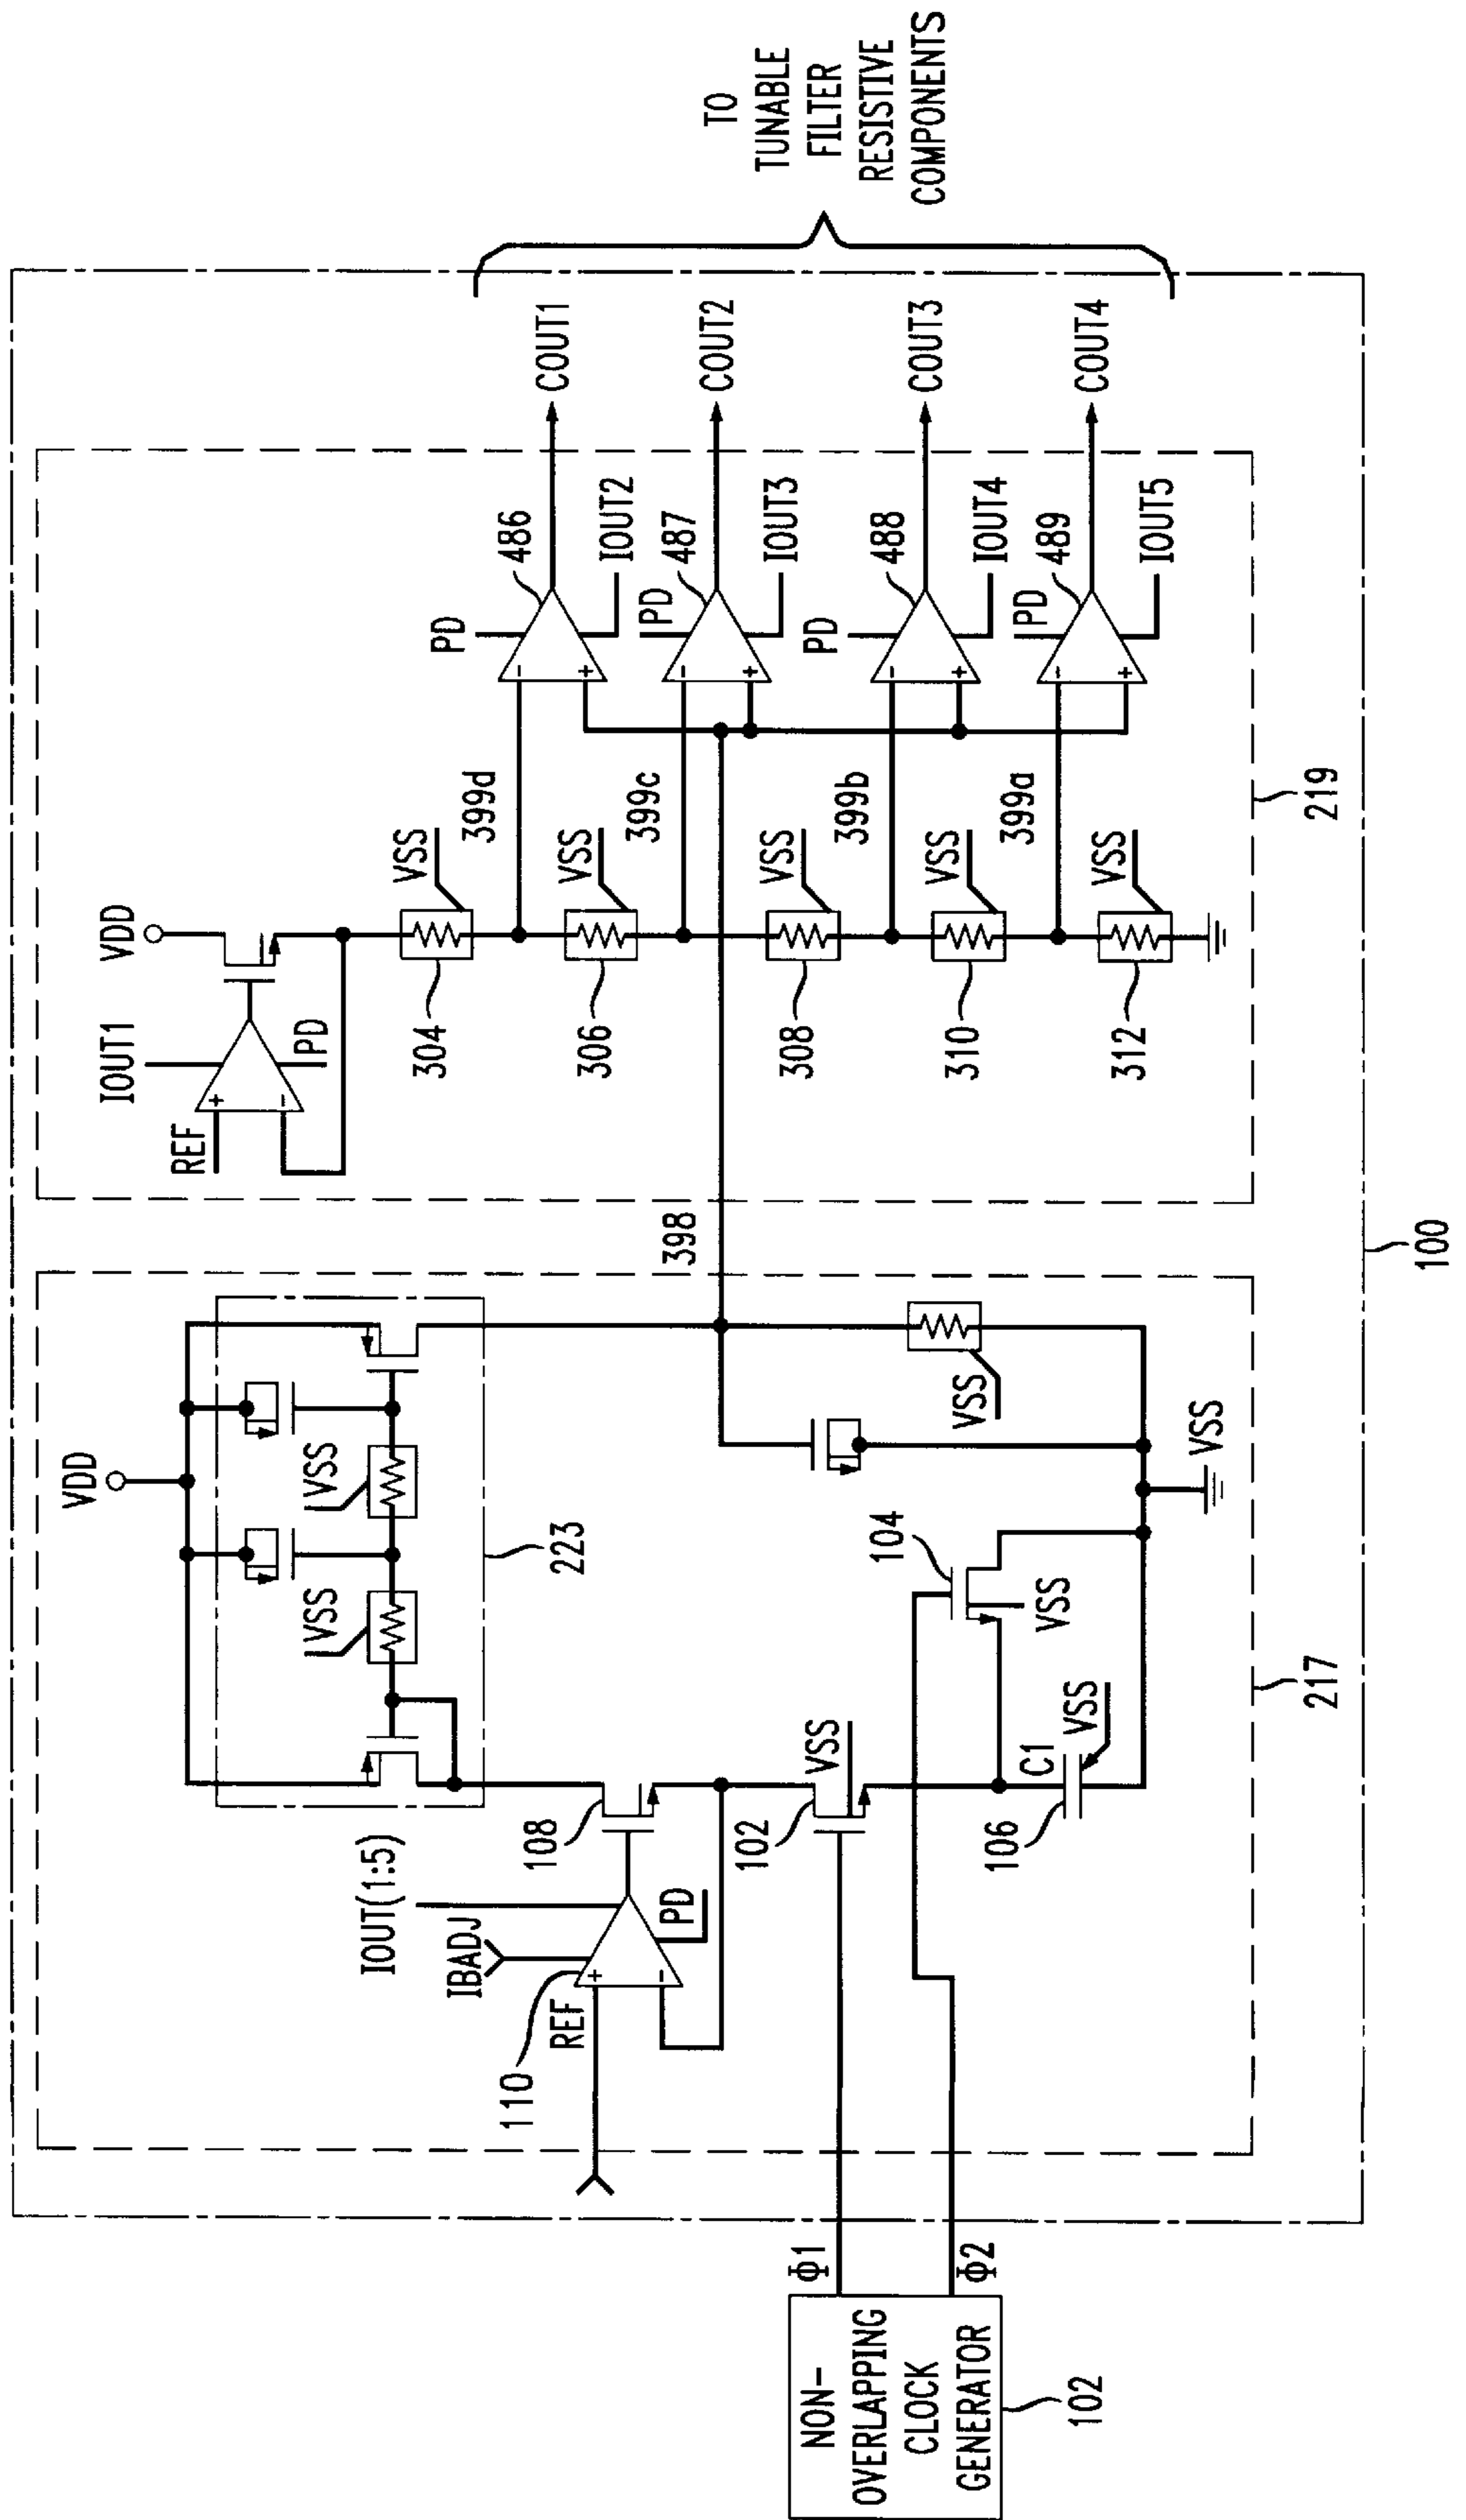 NON-
OVERLAPPING
CLOCK
GENERATOR
102
Φ1
Φ2
100
217
VDD
223
VSS
VSS
IOUT(1:5)
IBADJ
REF
110
PD
108
102
VSS
106
C1
VSS
104
VSS
VSS
VSS
398
219
IOUT1
REF
PD
VDD
304
VSS
399d
306
VSS
399c
308
VSS
399b
310
VSS
399a
312
VSS
PD
486
IOUT2
COUT1
PD
487
IOUT3
COUT2
PD
488
IOUT4
COUT3
PD
489
IOUT5
COUT4
TO
TUNABLE
FILTER
RESISTIVE
COMPONENTS